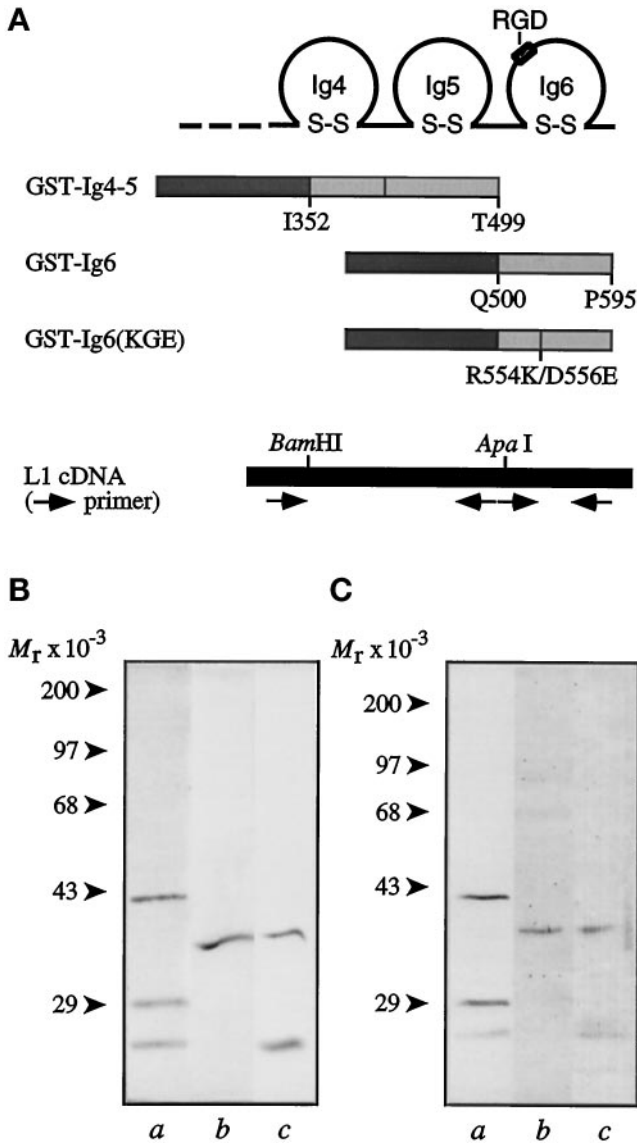 A
RGD
Ig4 Ig5 Ig6
S-S S-S S-S
GST-Ig4-5
I352 T499
GST-Ig6
Q500 P595
GST-Ig6(KGE)
R554K/D556E
BamHI Apa I
L1 cDNA
( primer)
B
Mr x 10-3
200
97
68
43
29
a b c
C
Mr x 10-3
200
97
68
43
29
a b c